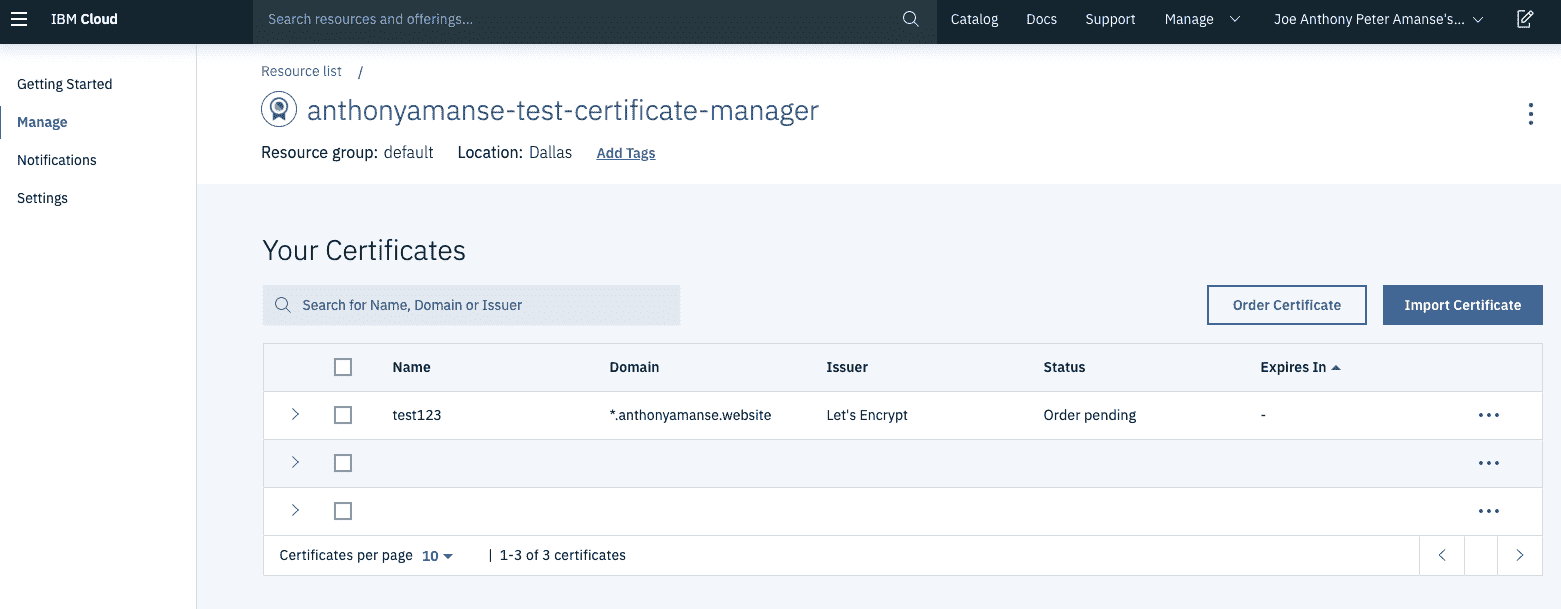 IBM Cloud
Search resources and offerings...
Catalog
Docs
Support
Manage
Joe Anthony Peter Amanse's...
Getting Started
Manage
Notifications
Settings
Resource list /
anthonyamanse-test-certificate-manager
Resource group: default Location: Dallas Add Tags
Your Certificates
Search for Name, Domain or Issuer
Order Certificate
Import Certificate
Name Domain Issuer Status Expires In
test123 *.anthonyamanse.website Let's Encrypt Order pending -
Certificates per page 10 | 1-3 of 3 certificates